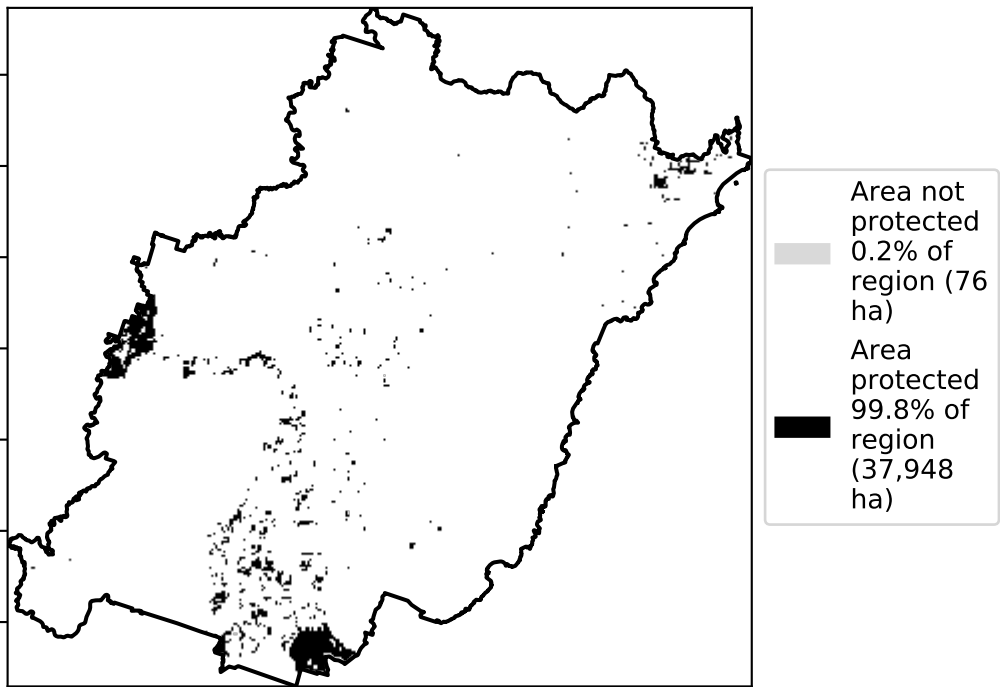 Area not
protected
0.2% of
region (76
ha)
Area
protected
99.8% of
region
(37,948
ha)